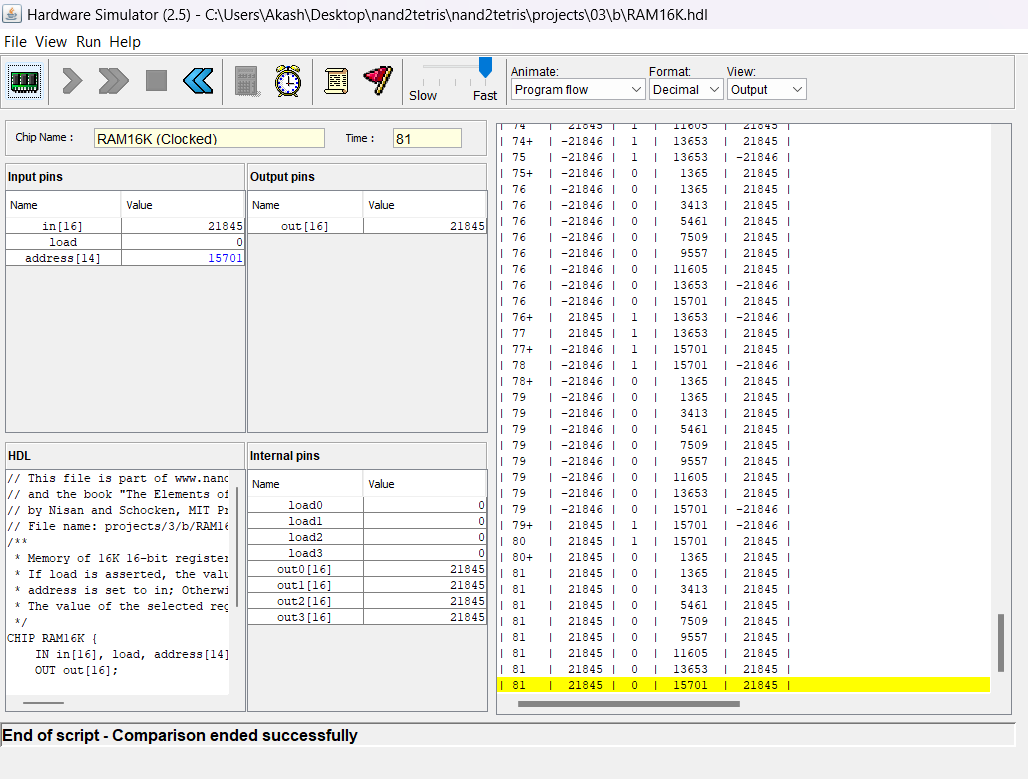 Hardware Simulator (2.5) - C:\Users\Akash\Desktop\nand2tetris\nand2tetris\projects\03\b\RAM16K.hdl
File View Run Help
Slow Fast
Animate: Format: View:
Program flow Decimal Output
Chip Name : RAM16K (Clocked) Time : 81
Input pins
Name Value
in[16] 21845
load 0
address[14] 15701
Output pins
Name Value
out[16] 21845
HDL
// This file is part of www.nand
// and the book "The Elements of
// by Nisan and Schocken, MIT Pr
// File name: projects/3/b/RAM16
/**
* Memory of 16K 16-bit register
* If load is asserted, the valu
* address is set to in; Otherwi
* The value of the selected reg
*/
CHIP RAM16K {
IN in[16], load, address[14]
OUT out[16];
Internal pins
Name Value
load0 0
load1 0
load2 0
load3 0
out0[16] 21845
out1[16] 21845
out2[16] 21845
out3[16] 21845
| 74 | 21845 | 1 | 11605 | 21845 |
| 74+ | -21846 | 1 | 13653 | 21845 |
| 75 | -21846 | 1 | 13653 | -21846 |
| 75+ | -21846 | 0 | 1365 | 21845 |
| 76 | -21846 | 0 | 1365 | 21845 |
| 76 | -21846 | 0 | 3413 | 21845 |
| 76 | -21846 | 0 | 5461 | 21845 |
| 76 | -21846 | 0 | 7509 | 21845 |
| 76 | -21846 | 0 | 9557 | 21845 |
| 76 | -21846 | 0 | 11605 | 21845 |
| 76 | -21846 | 0 | 13653 | -21846 |
| 76 | -21846 | 0 | 15701 | 21845 |
| 76+ | 21845 | 1 | 13653 | -21846 |
| 77 | 21845 | 1 | 13653 | 21845 |
| 77+ | -21846 | 1 | 15701 | 21845 |
| 78 | -21846 | 1 | 15701 | -21846 |
| 78+ | -21846 | 0 | 1365 | 21845 |
| 79 | -21846 | 0 | 1365 | 21845 |
| 79 | -21846 | 0 | 3413 | 21845 |
| 79 | -21846 | 0 | 5461 | 21845 |
| 79 | -21846 | 0 | 7509 | 21845 |
| 79 | -21846 | 0 | 9557 | 21845 |
| 79 | -21846 | 0 | 11605 | 21845 |
| 79 | -21846 | 0 | 13653 | 21845 |
| 79 | -21846 | 0 | 15701 | -21846 |
| 79+ | 21845 | 1 | 15701 | -21846 |
| 80 | 21845 | 1 | 15701 | 21845 |
| 80+ | 21845 | 0 | 1365 | 21845 |
| 81 | 21845 | 0 | 1365 | 21845 |
| 81 | 21845 | 0 | 3413 | 21845 |
| 81 | 21845 | 0 | 5461 | 21845 |
| 81 | 21845 | 0 | 7509 | 21845 |
| 81 | 21845 | 0 | 9557 | 21845 |
| 81 | 21845 | 0 | 11605 | 21845 |
| 81 | 21845 | 0 | 13653 | 21845 |
| 81 | 21845 | 0 | 15701 | 21845 |
End of script - Comparison ended successfully